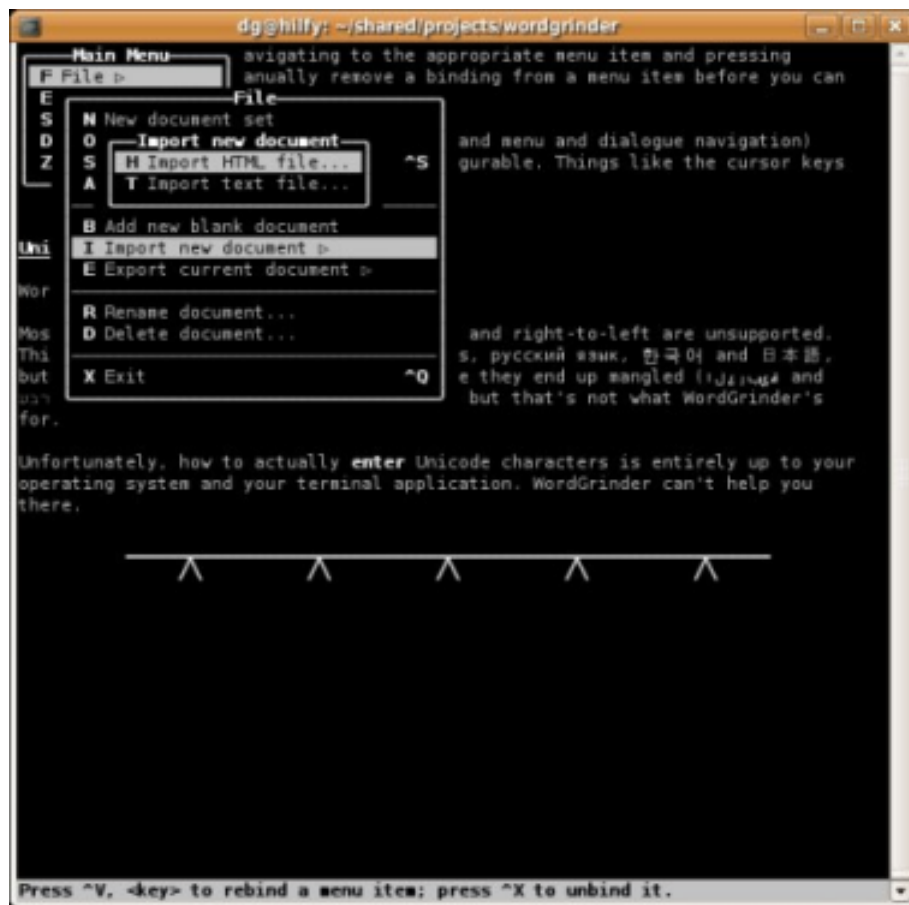 dg@hilfy: ~/shared/projects/wordgrinder
Main Menu avigating to the appropriate menu item and pressing
F File ▷ anually remove a binding from a menu item before you can
E File
S N New document set
D O Import new document and menu and dialogue navigation)
Z S H Import HTML file... ^S gurable. Things like the cursor keys
A T Import text file...
B Add new blank document
Uni I Import new document ▷
E Export current document ▷
Wor
R Rename document...
Mos D Delete document... and right-to-left are unsupported.
Thi s, русский язык, 한국어 and 日本語,
but X Exit ^Q e they end up mangled ( and
but that's not what WordGrinder's
for.
Unfortunately, how to actually enter Unicode characters is entirely up to your
operating system and your terminal application. WordGrinder can't help you
there.
Press ^V, <key> to rebind a menu item; press ^X to unbind it.